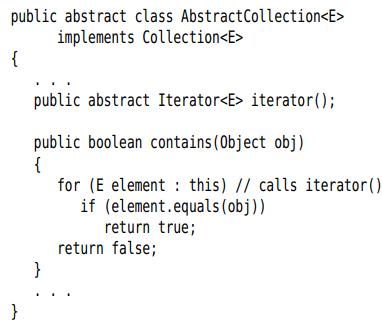 public abstract class AbstractCollection<E>
      implements Collection<E>
{
   . . .
   public abstract Iterator<E> iterator();

   public boolean contains(Object obj)
   {
      for (E element : this) // calls iterator()
         if (element.equals(obj))
            return true;
      return false;
   }
   . . .
}